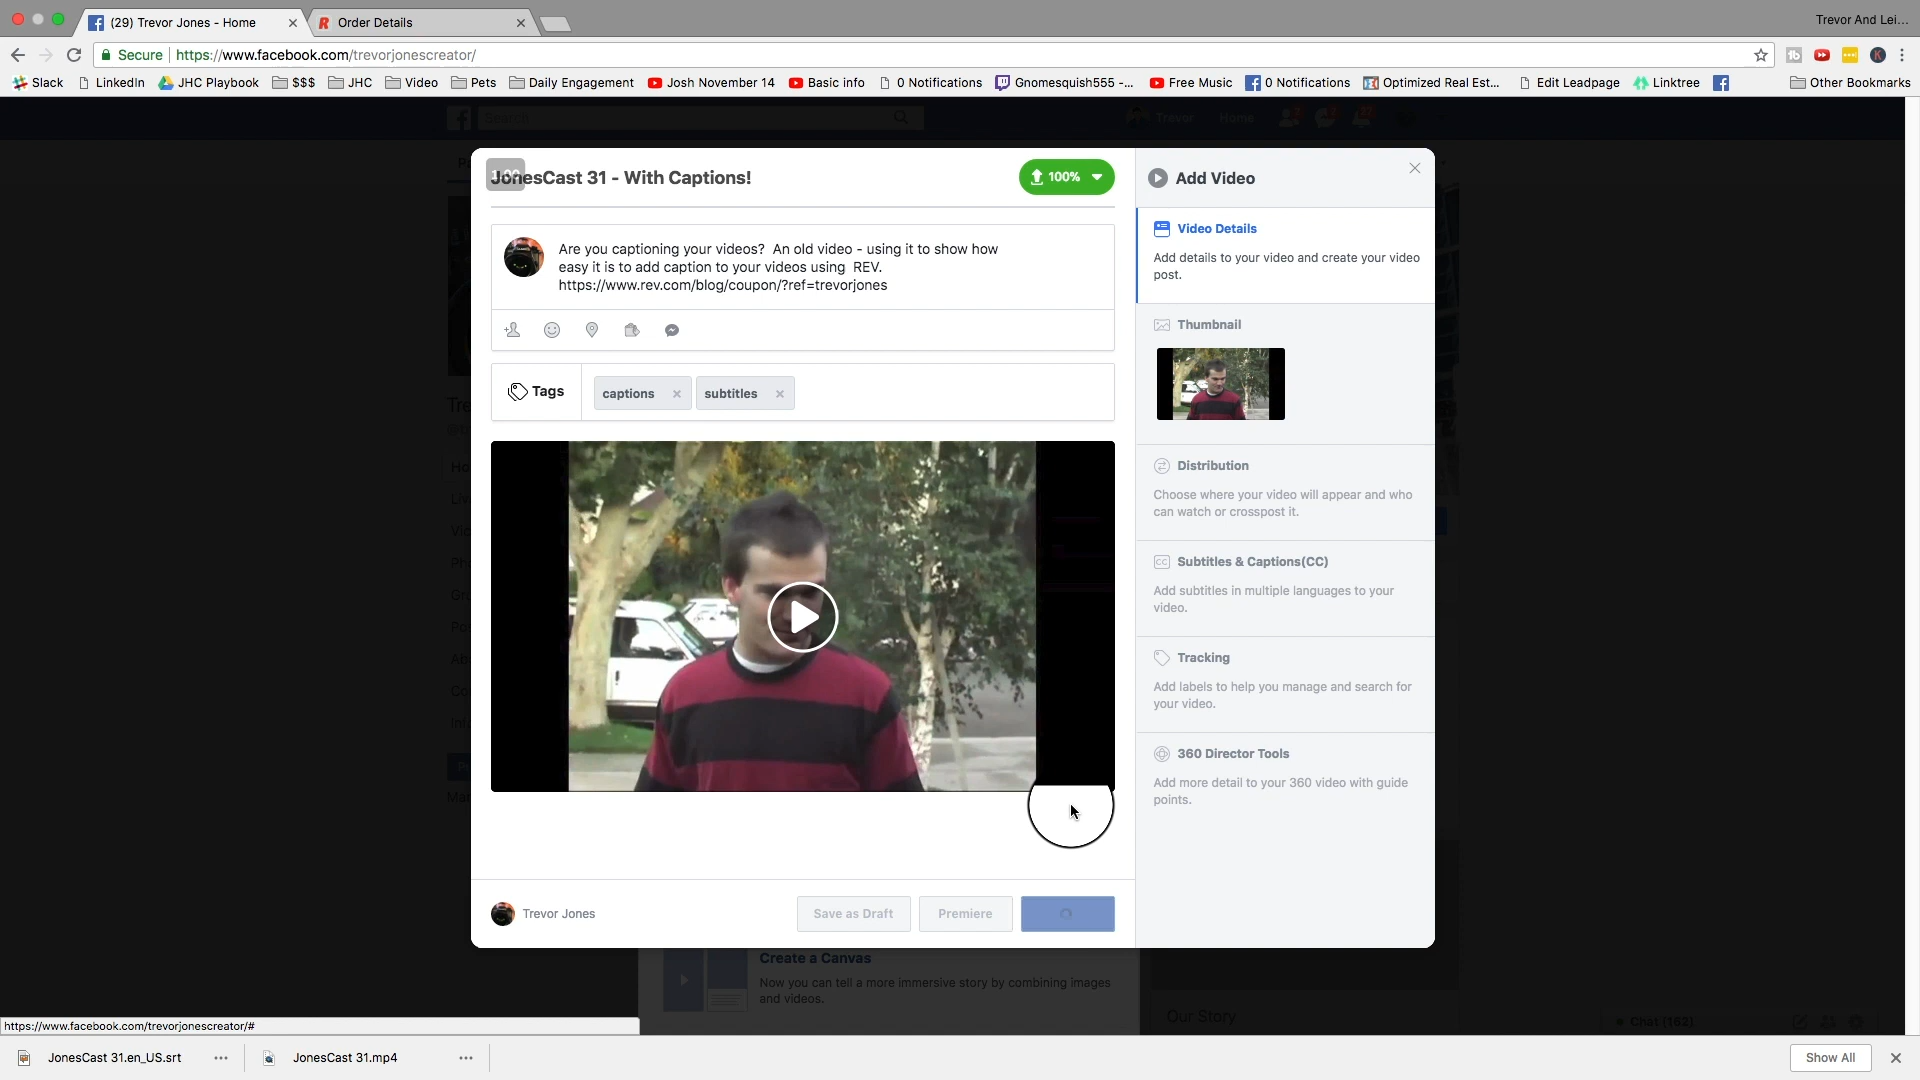 (29) Trevor Jones - Home
Order Details
Trevor And Lei...
Secure
https://www.facebook.com/trevorjonescreator/
Slack
LinkedIn
JHC Playbook
$$$
JHC
Video
Pets
Daily Engagement
Josh November 14
Basic info
0 Notifications
Gnomesquish555 -...
Free Music
0 Notifications
Optimized Real Est...
Edit Leadpage
Linktree
Other Bookmarks
Search
Trevor
Home
JonesCast 31 - With Captions!
100%
Add Video
Are you captioning your videos?  An old video - using it to show how
easy it is to add caption to your videos using  REV.
https://www.rev.com/blog/coupon/?ref=trevorjones
Tags
captions
subtitles
Video Details
Add details to your video and create your video
post.
Thumbnail
Distribution
Choose where your video will appear and who
can watch or crosspost it.
Subtitles & Captions(CC)
Add subtitles in multiple languages to your
video.
Tracking
Add labels to help you manage and search for
your video.
360 Director Tools
Add more detail to your 360 video with guide
points.
Trevor Jones
Save as Draft
Premiere
Create a Canvas
Now you can tell a more immersive story by combining images
and videos.
Our Story
Chat (162)
https://www.facebook.com/trevorjonescreator/#
JonesCast 31.en_US.srt
JonesCast 31.mp4
Show All